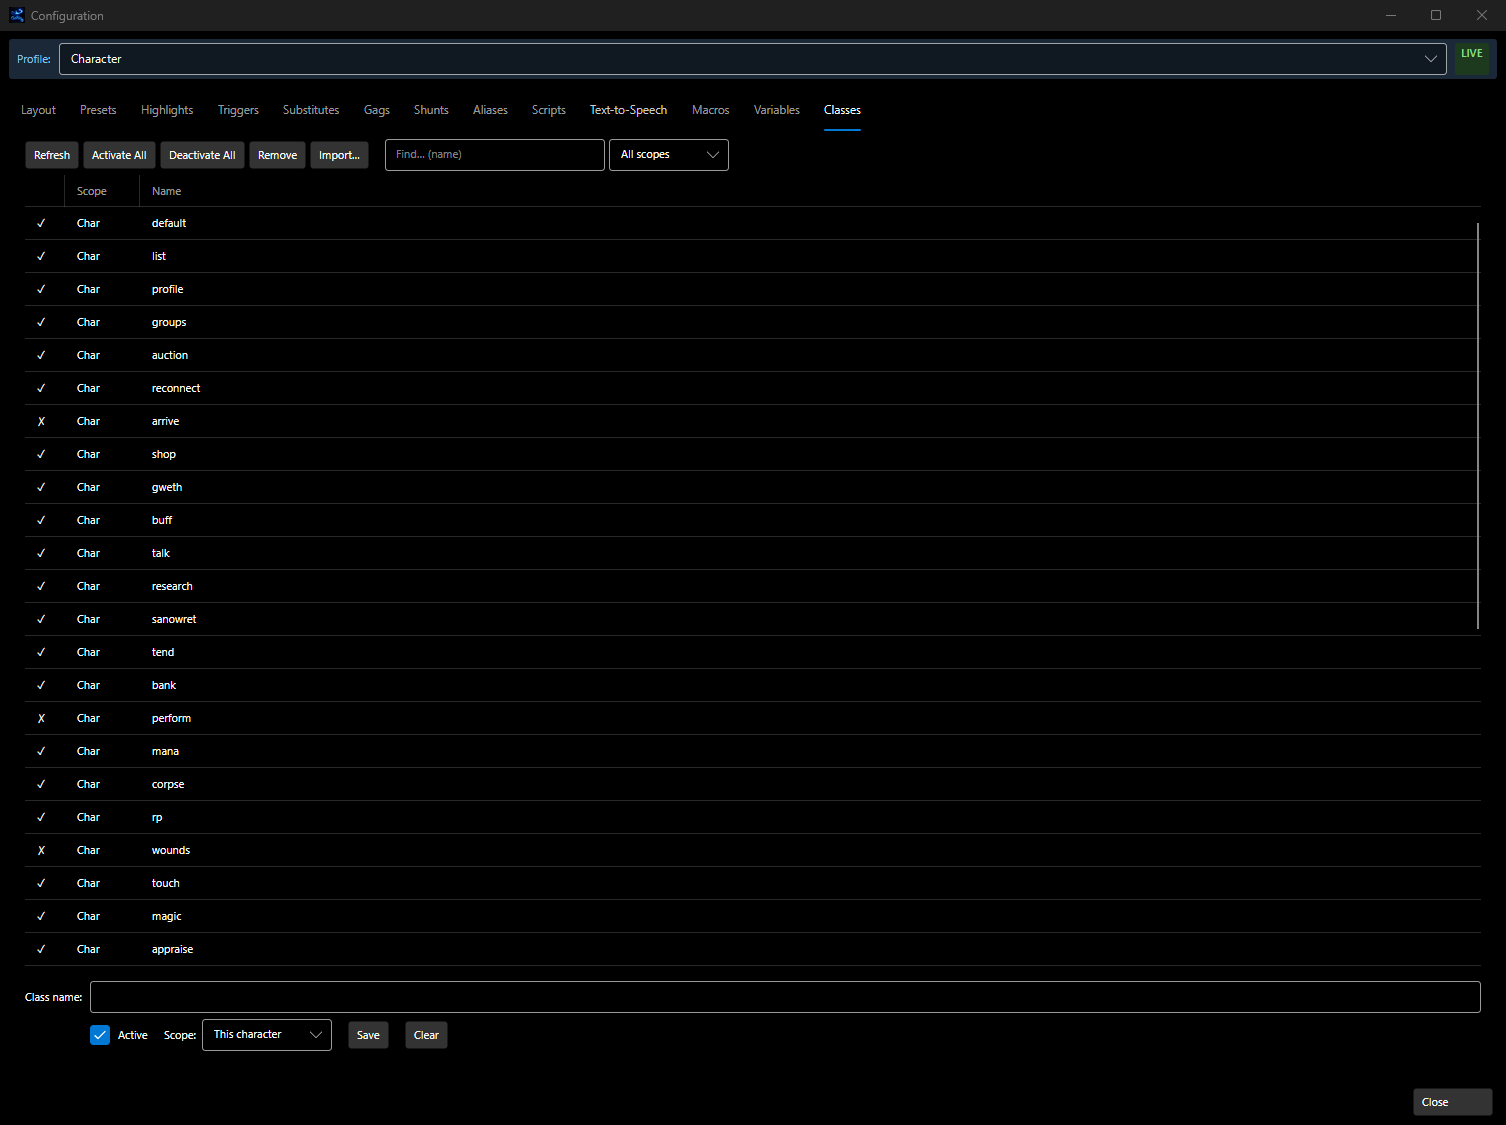 Configuration
Profile: Character LIVE
Layout Presets Highlights Triggers Substitutes Gags Shunts Aliases Scripts Text-to-Speech Macros Variables Classes
Refresh Activate All Deactivate All Remove Import... Find... (name) All scopes
Scope Name
✓ Char default
✓ Char list
✓ Char profile
✓ Char groups
✓ Char auction
✓ Char reconnect
✗ Char arrive
✓ Char shop
✓ Char gweth
✓ Char buff
✓ Char talk
✓ Char research
✓ Char sanowret
✓ Char tend
✓ Char bank
✗ Char perform
✓ Char mana
✓ Char corpse
✓ Char rp
✗ Char wounds
✓ Char touch
✓ Char magic
✓ Char appraise
Class name:
Active Scope: This character Save Clear
Close